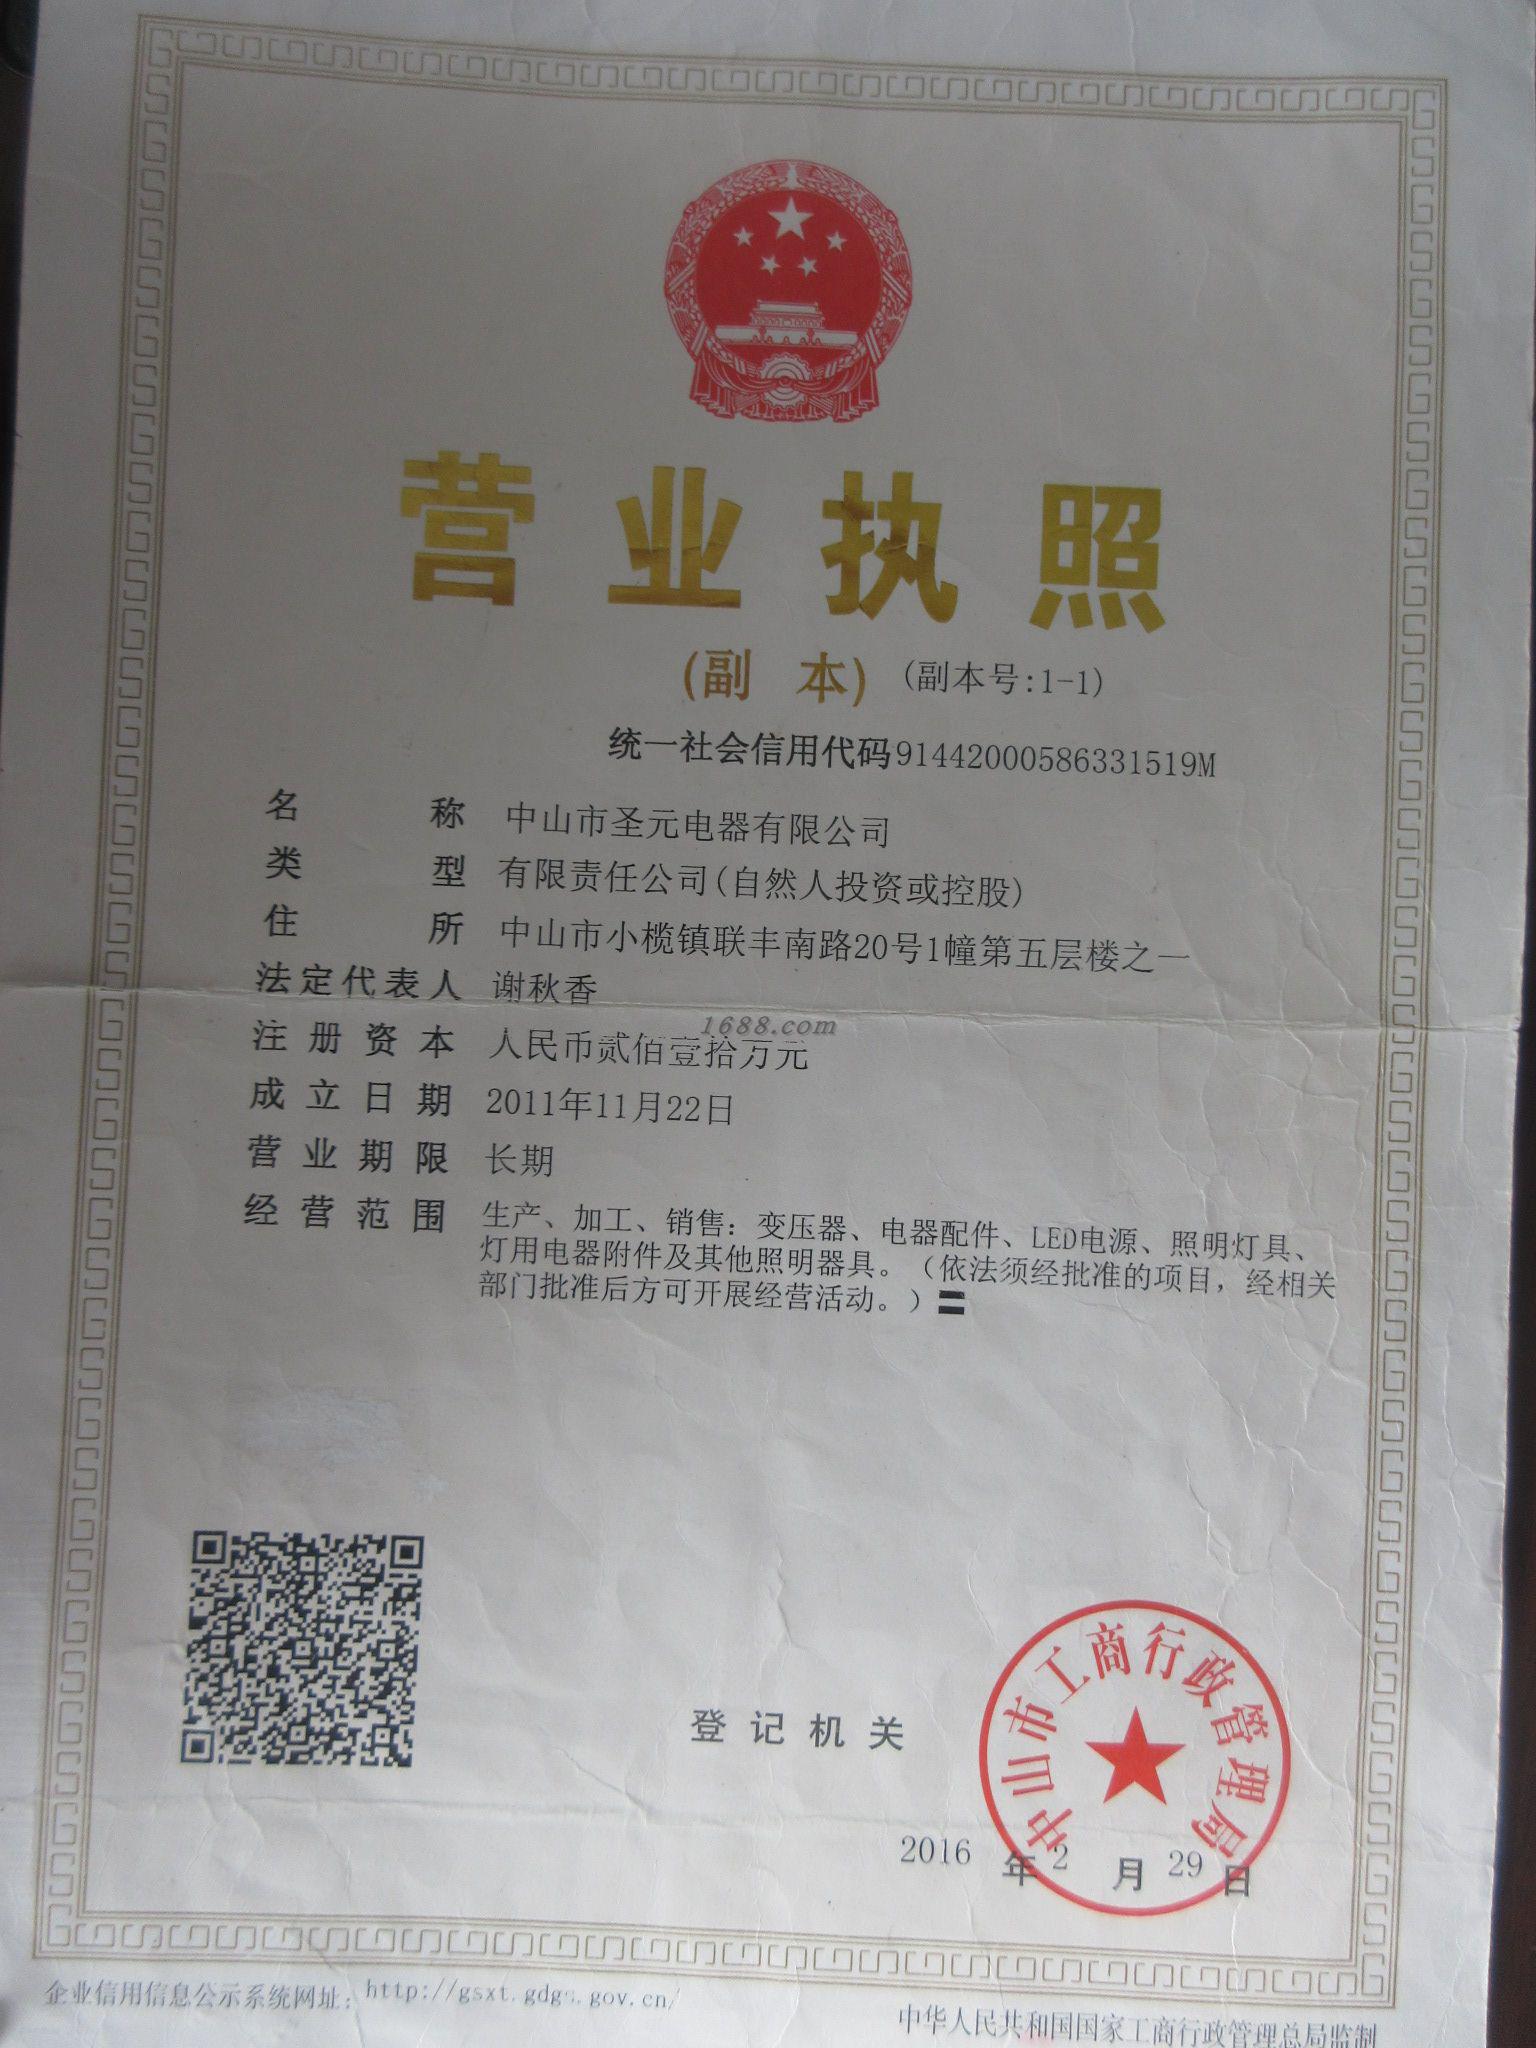 营业执照
(副本) (副本号:1-1)
统一社会信用代码91442000586331519M
名称 中山市圣元电器有限公司
类型 有限责任公司(自然人投资或控股)
住所 中山市小榄镇联丰南路20号1幢第五层楼之一
法定代表人 谢秋香
1688.com
注册资本 人民币贰佰壹拾万元
成立日期 2011年11月22日
营业期限 长期
经营范围 生产、加工、销售：变压器、电器配件、LED电源、照明灯具、
灯用电器附件及其他照明器具。（依法须经批准的项目，经相关
部门批准后方可开展经营活动。）
登记机关
中山市工商行政管理局
2016年2月29日
企业信用信息公示系统网址：http://gsxt.gdgs.gov.cn/
中华人民共和国国家工商行政管理总局监制